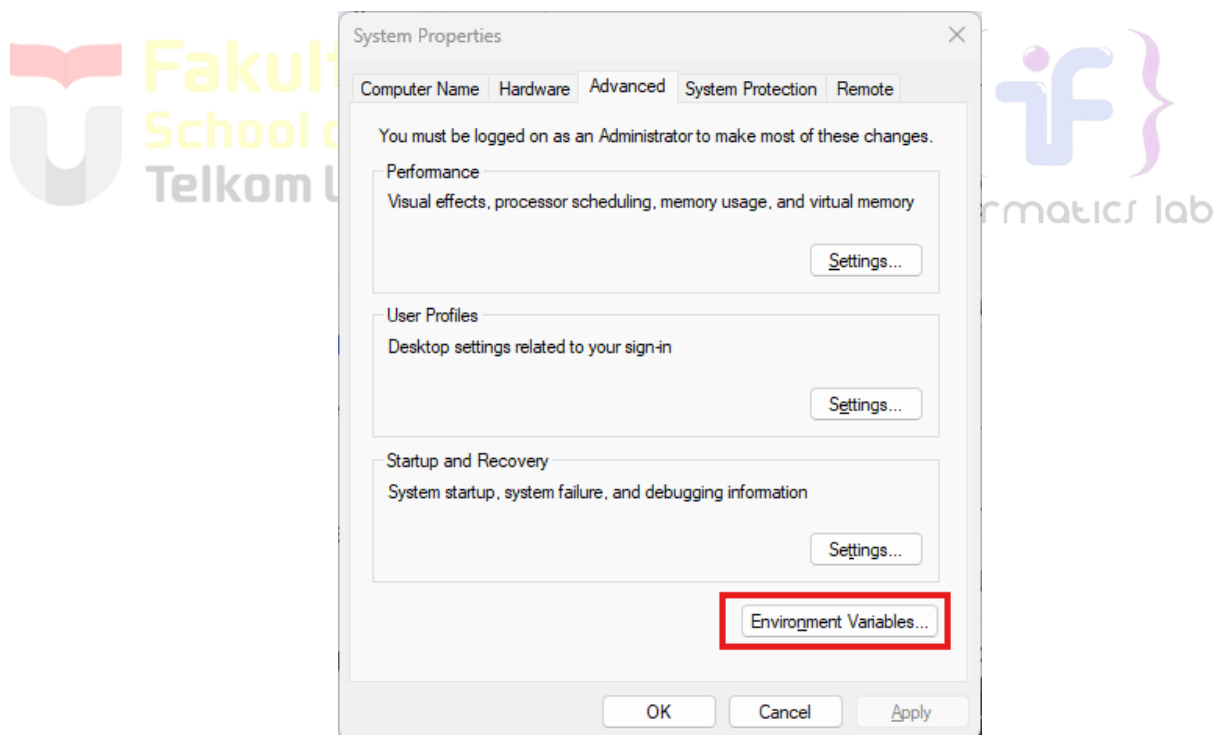 System Properties
Computer Name Hardware Advanced System Protection Remote
You must be logged on as an Administrator to make most of these changes.
Performance
Visual effects, processor scheduling, memory usage, and virtual memory
Settings...
User Profiles
Desktop settings related to your sign-in
Settings...
Startup and Recovery
System startup, system failure, and debugging information
Settings...
Environment Variables...
OK Cancel Apply
Fakul
School
Telkom
if
rmatics lab